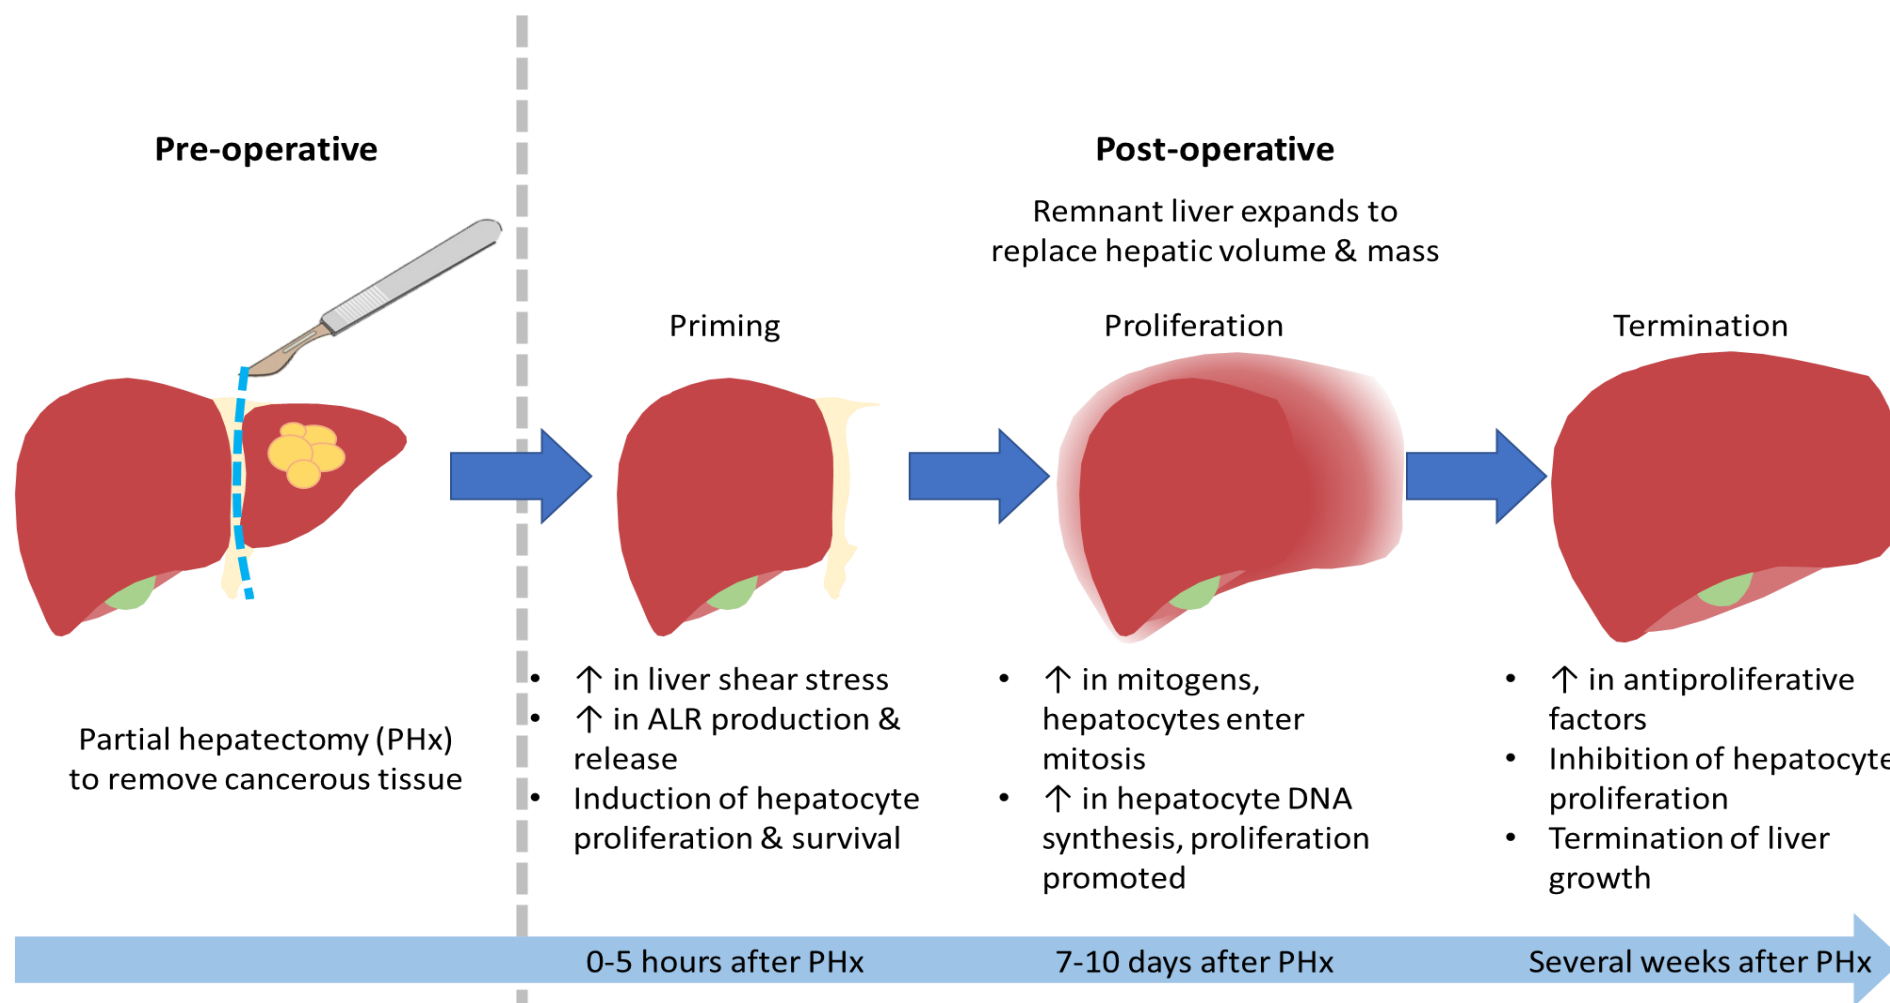 Pre-operative
Partial hepatectomy (PHx)
to remove cancerous tissue
Post-operative
Remnant liver expands to
replace hepatic volume & mass
Priming
• ↑ in liver shear stress
• ↑ in ALR production &
release
• Induction of hepatocyte
proliferation & survival
Proliferation
• ↑ in mitogens,
hepatocytes enter
mitosis
• ↑ in hepatocyte DNA
synthesis, proliferation
promoted
Termination
• ↑ in antiproliferative
factors
• Inhibition of hepatocyte
proliferation
• Termination of liver
growth
0-5 hours after PHx
7-10 days after PHx
Several weeks after PHx